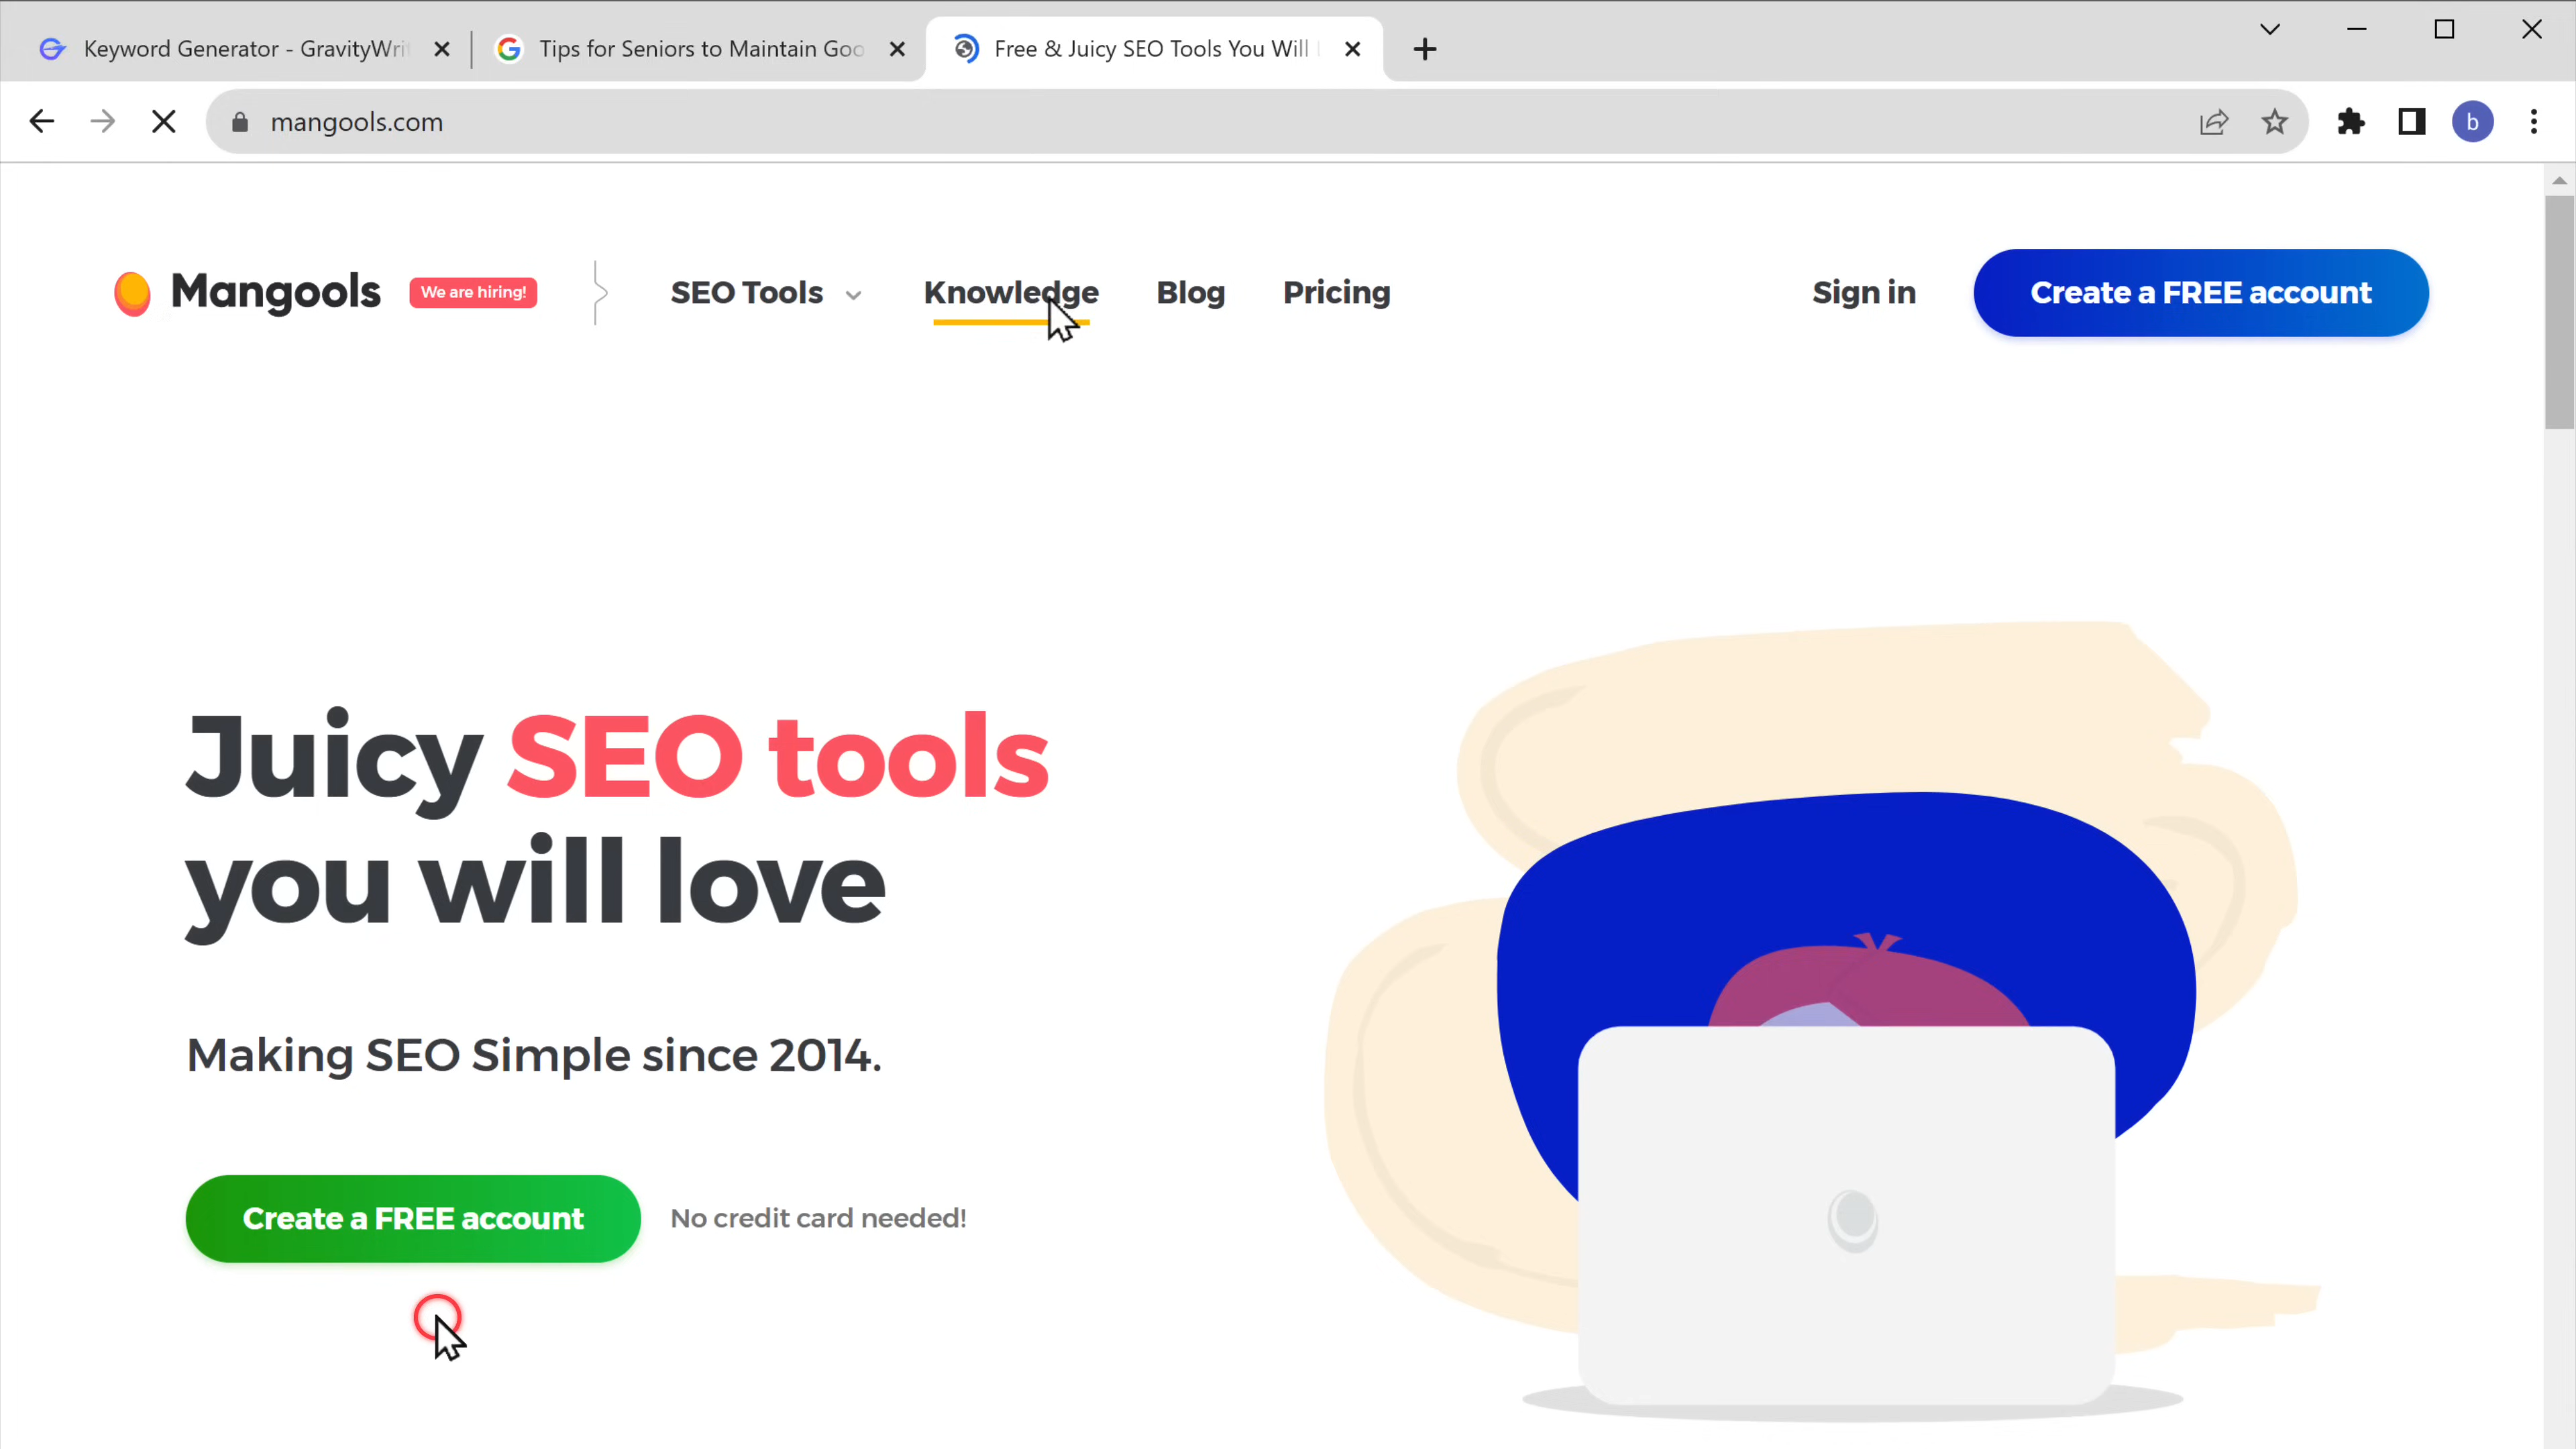 Keyword Generator - GravityWrit
Tips for Seniors to Maintain Goo
Free & Juicy SEO Tools You Will
mangools.com
b
Mangools
We are hiring!
SEO Tools
Knowledge
Blog
Pricing
Sign in
Create a FREE account
Juicy SEO tools
you will love
Making SEO Simple since 2014.
Create a FREE account
No credit card needed!